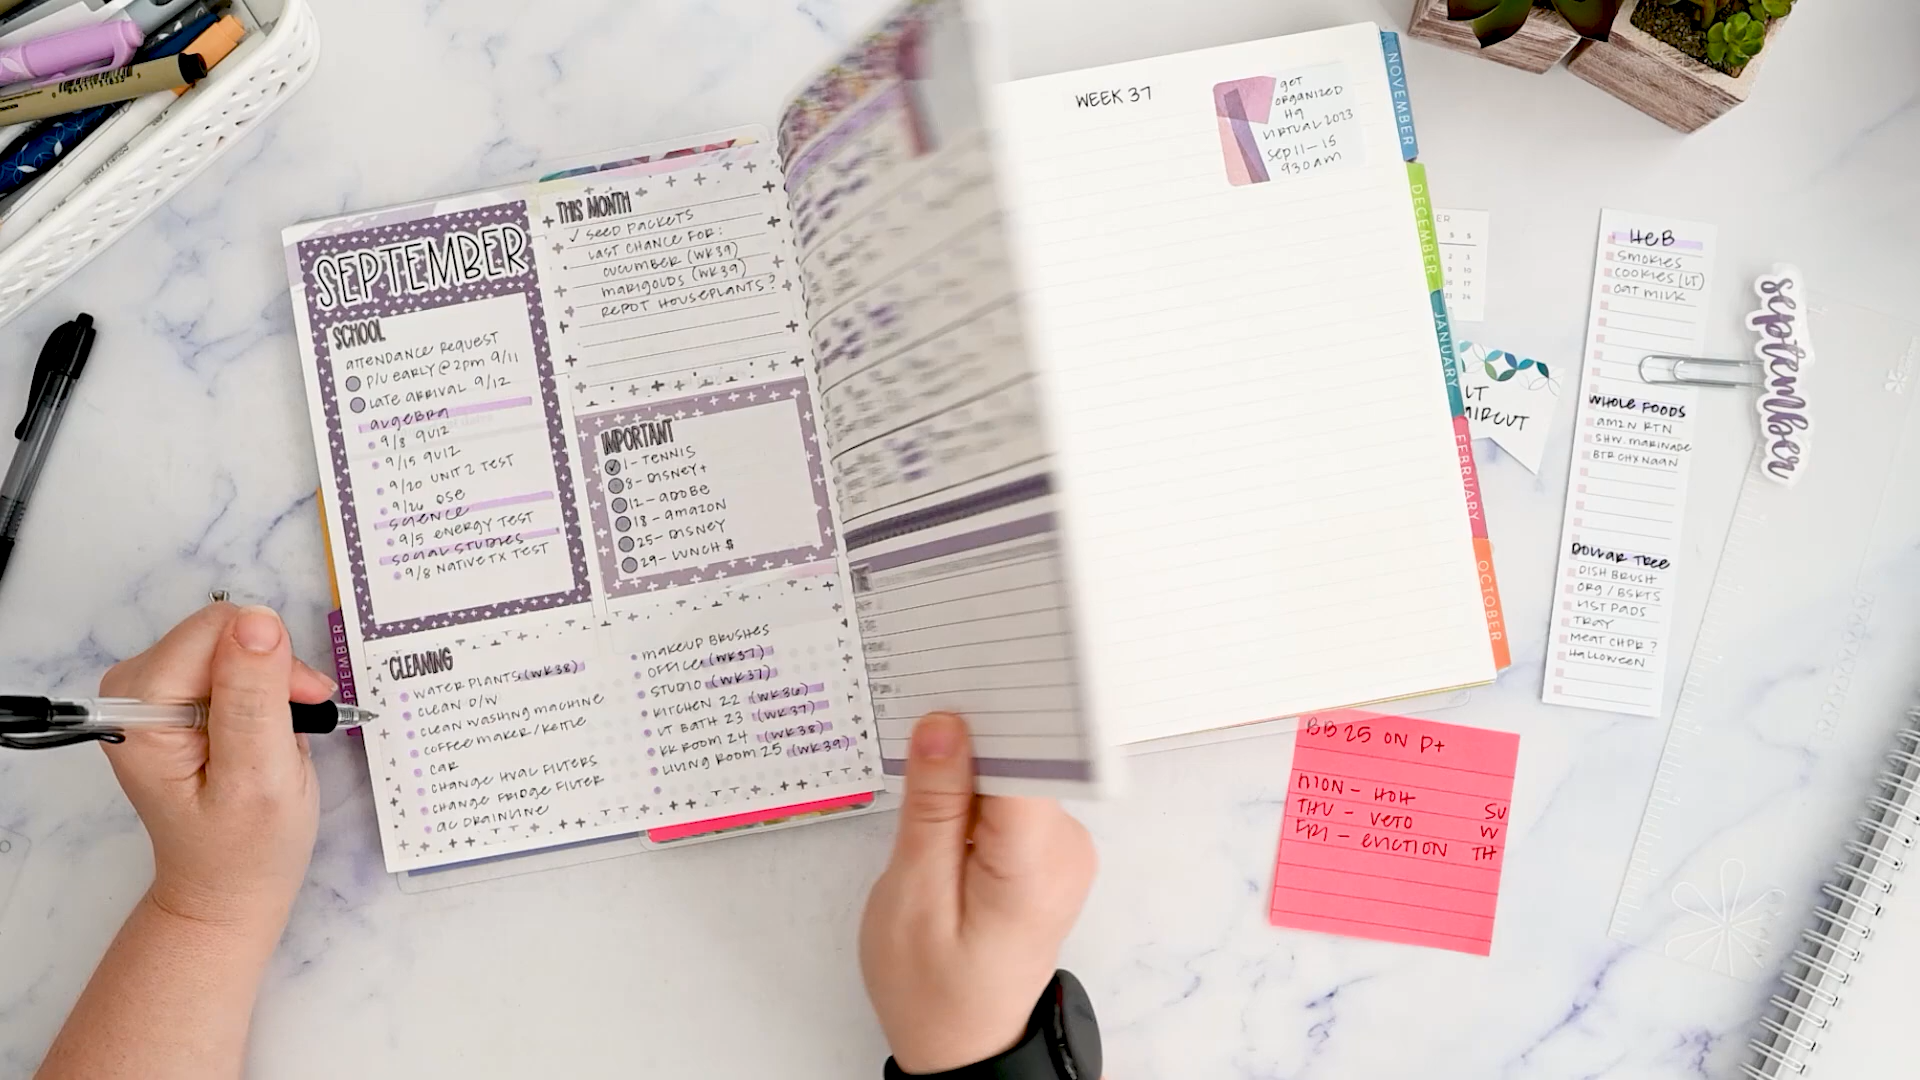 SEPTEMBER
SCHOOL
ATTENDANCE REQUEST
P/U EARLY @ 2pm 9/11
LATE ARRIVAL 9/12
algebra
9/8 QUIZ
9/15 QUIZ
9/20 UNIT 2 TEST
9/26 OSE
science
9/5 ENERGY TEST
social studies
9/8 NATIVE TX TEST
THIS MONTH
✓ SEED PACKETS
LAST CHANCE FOR:
CUCUMBER (WK39)
MARIGOLDS (WK39)
REPOT HOUSEPLANTS?
IMPORTANT
1 - TENNIS
8 - DISNEY+
12 - ADOBE
18 - AMAZON
25 - DISNEY
29 - LUNCH $
CLEANING
WATER PLANTS (WK38)
CLEAN D/W
CLEAN WASHING MACHINE
COFFEE MAKER/KETTLE
CAR
CHANGE HVAC FILTERS
CHANGE FRIDGE FILTER
AC DRAINLINE
MAKEUP BRUSHES
OFFICE (WK37)
STUDIO (WK37)
KITCHEN 22 (WK36)
LT BATH 23 (WK37)
KK ROOM 24 (WK38)
LIVING ROOM 25 (WK39)
WEEK 37
GET
ORGANIZED
HQ
VIRTUAL 2023
SEP 11-15
930am
NOVEMBER
DECEMBER
JANUARY
FEBRUARY
OCTOBER
LT
HeB
SMOKIES
COOKIES (LT)
OAT MILK
WHOLE FOODS
AMZN RTN
SHW. MARINADE
BTR CHX NAAN
DOLLAR TREE
DISH BRUSH
ORG / BSKTS
LIST PADS
TRAY
MEAT CHPR ?
HALLOWEEN
september
BB 25 ON P+
MON - HOH SU
THU - VETO W
FRI - EVICTION TH